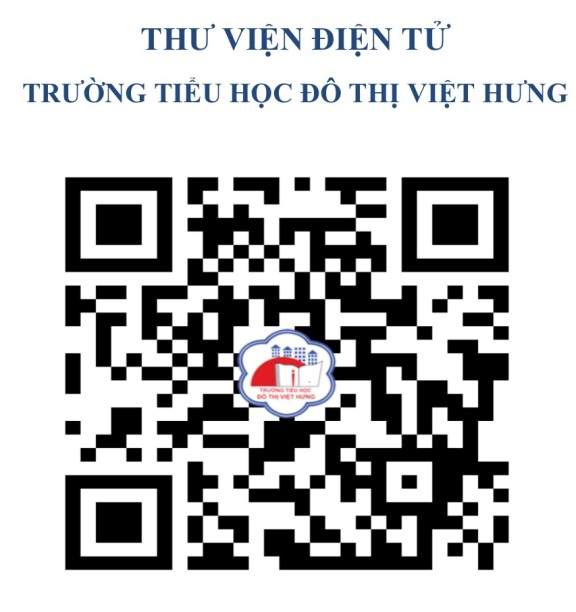 THƯ VIỆN ĐIỆN TỬ
TRƯỜNG TIỂU HỌC ĐÔ THỊ VIỆT HƯNG
TRƯỜNG TIỂU HỌC
ĐÔ THỊ VIỆT HƯNG